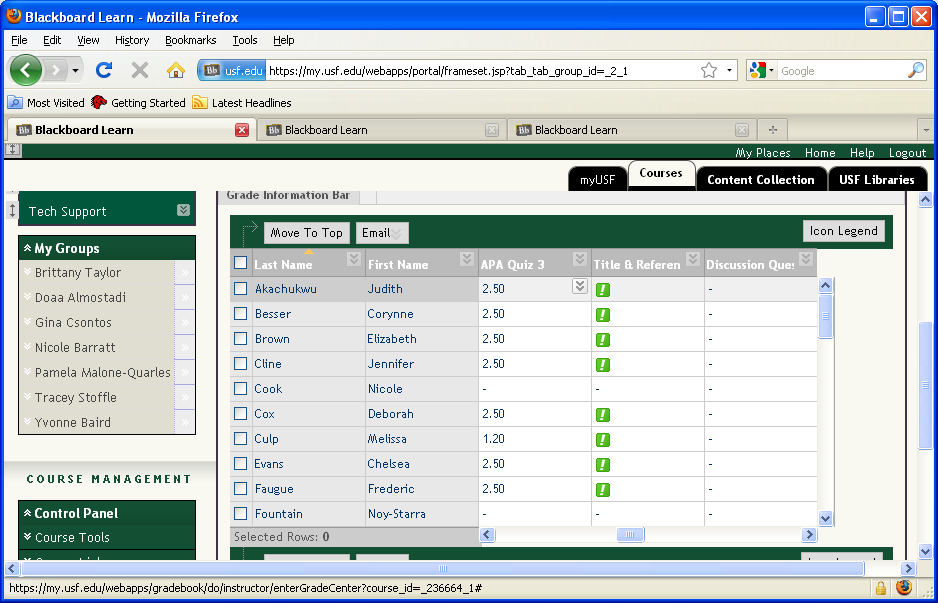 Blackboard Learn - Mozilla Firefox
File Edit View History Bookmarks Tools Help
Bb usf.edu https://my.usf.edu/webapps/portal/frameset.jsp?tab_tab_group_id=_2_1 Google
Most Visited Getting Started Latest Headlines
Bb Blackboard Learn Bb Blackboard Learn Bb Blackboard Learn
My Places Home Help Logout
myUSF Courses Content Collection USF Libraries
Grade Information Bar
Tech Support
Move To Top Email Icon Legend
My Groups
Brittany Taylor
Doaa Almostadi
Gina Csontos
Nicole Barratt
Pamela Malone-Quarles
Tracey Stoffle
Yvonne Baird
COURSE MANAGEMENT
Control Panel
Course Tools
Last Name First Name APA Quiz 3 Title & Referen Discussion Ques
Akachukwu Judith 2.50 ! -
Besser Corynne 2.50 ! -
Brown Elizabeth 2.50 ! -
Cline Jennifer 2.50 ! -
Cook Nicole - - -
Cox Deborah 2.50 ! -
Culp Melissa 1.20 ! -
Evans Chelsea 2.50 ! -
Faugue Frederic 2.50 ! -
Fountain Noy-Starra - - -
Selected Rows: 0
https://my.usf.edu/webapps/gradebook/do/instructor/enterGradeCenter?course_id=_236664_1#